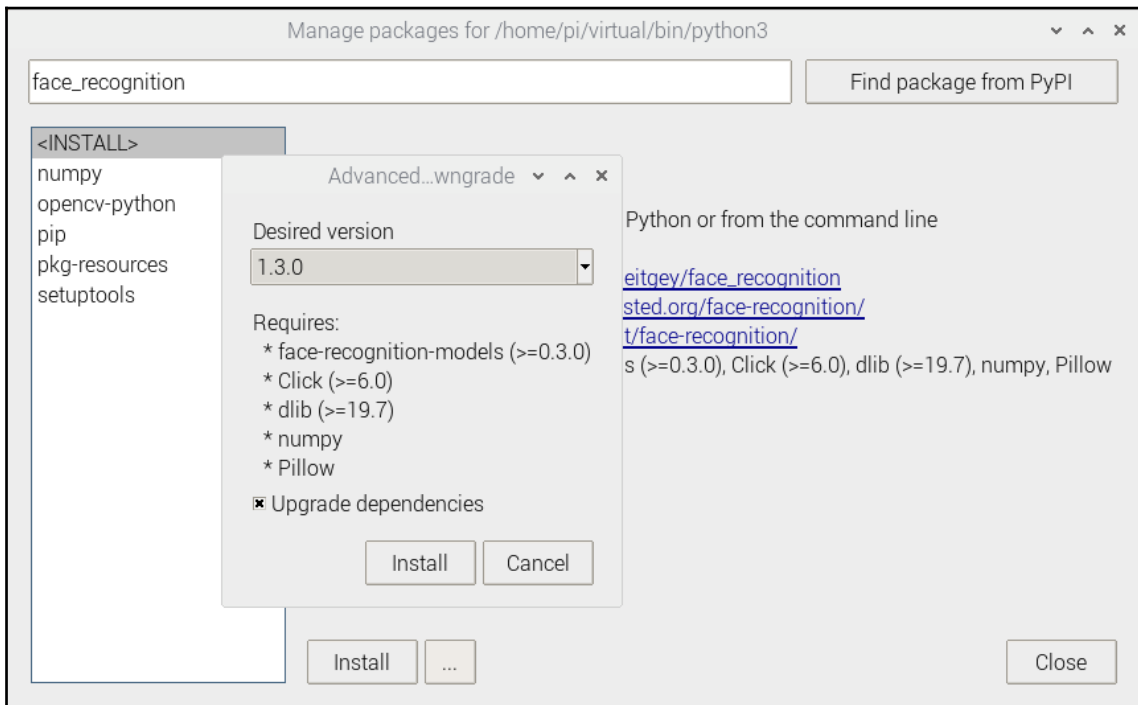 Manage packages for /home/pi/virtual/bin/python3
face_recognition
Find package from PyPI
<INSTALL>
numpy
opencv-python
pip
pkg-resources
setuptools
Advanced...wngrade
Desired version
1.3.0
Requires:
* face-recognition-models (>=0.3.0)
* Click (>=6.0)
* dlib (>=19.7)
* numpy
* Pillow
Upgrade dependencies
Install
Cancel
Python or from the command line
eitgey/face_recognition
sted.org/face-recognition/
t/face-recognition/
s (>=0.3.0), Click (>=6.0), dlib (>=19.7), numpy, Pillow
Install
...
Close